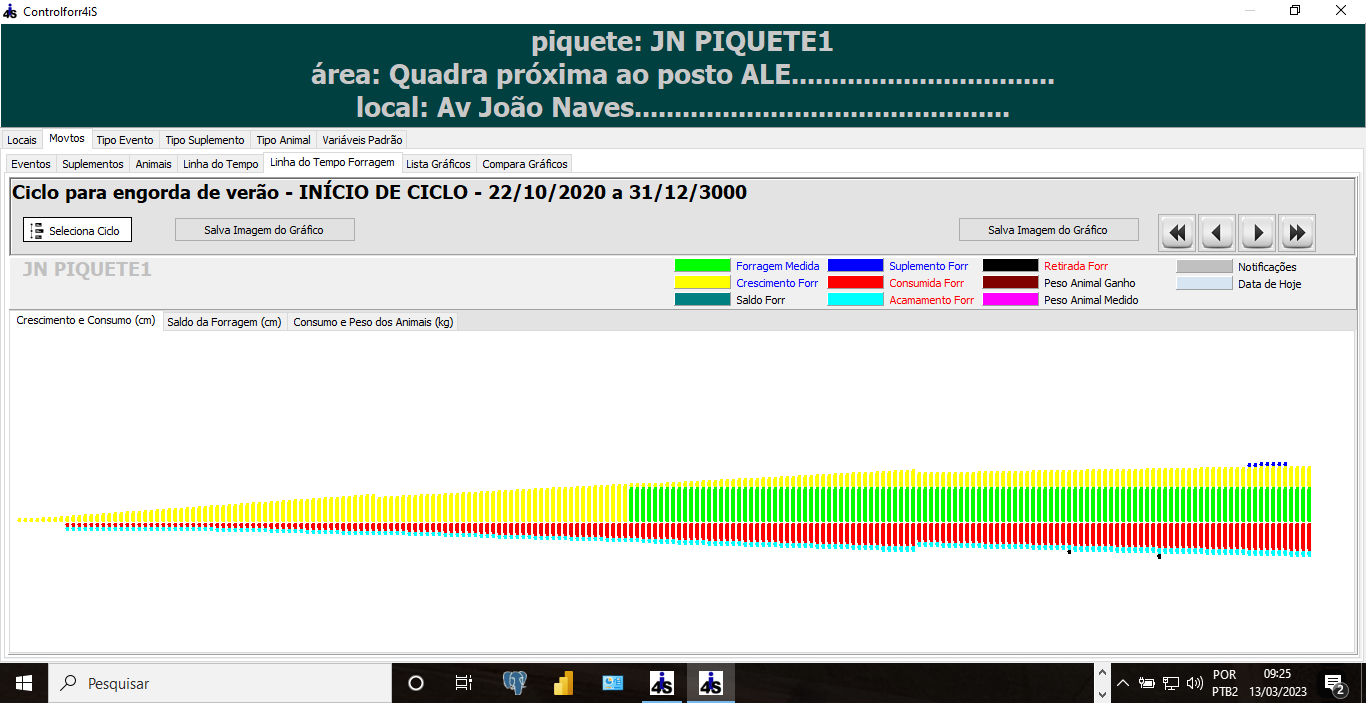 Controlforr4iS
piquete: JN PIQUETE1
área: Quadra próxima ao posto ALE.................................
local: Av João Naves...............................................
Locais Movtos Tipo Evento Tipo Suplemento Tipo Animal Variáveis Padrão
Eventos Suplementos Animais Linha do Tempo Linha do Tempo Forragem Lista Gráficos Compara Gráficos
Ciclo para engorda de verão - INÍCIO DE CICLO - 22/10/2020 a 31/12/3000
Seleciona Ciclo Salva Imagem do Gráfico Salva Imagem do Gráfico
JN PIQUETE1
Forragem Medida Suplemento Forr Retirada Forr Notificações
Crescimento Forr Consumida Forr Peso Animal Ganho Data de Hoje
Saldo Forr Acamamento Forr Peso Animal Medido
Crescimento e Consumo (cm) Saldo da Forragem (cm) Consumo e Peso dos Animais (kg)
Pesquisar
4S 4S
POR 09:25
PTB2 13/03/2023
2